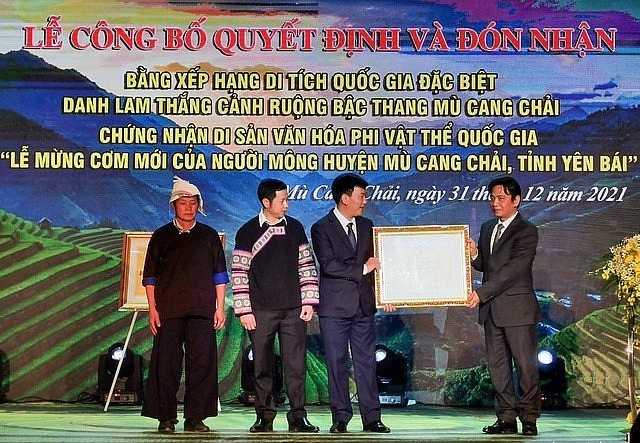 LỄ CÔNG BỐ QUYẾT ĐỊNH VÀ ĐÓN NHẬN
BẰNG XẾP HẠNG DI TÍCH QUỐC GIA ĐẶC BIỆT
DANH LAM THẮNG CẢNH RUỘNG BẬC THANG MÙ CANG CHẢI
CHỨNG NHẬN DI SẢN VĂN HÓA PHI VẬT THỂ QUỐC GIA
“LỄ MỪNG CƠM MỚI CỦA NGƯỜI MÔNG HUYỆN MÙ CANG CHẢI, TỈNH YÊN BÁI”
Mù Cang Chải, ngày 31 tháng 12 năm 2021